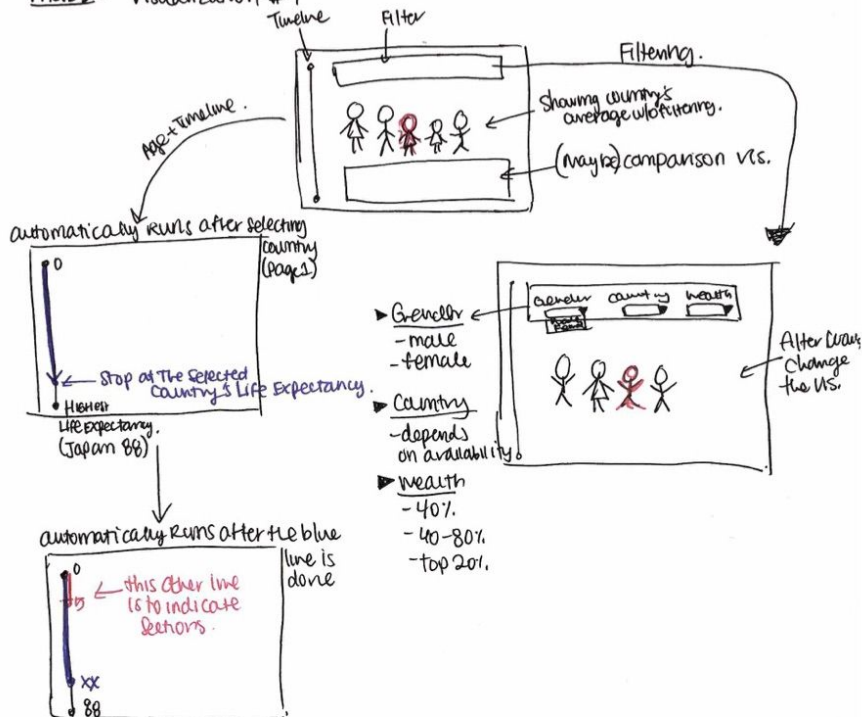 Timeline
Filter
Filtering.
Showing country's
average w/o filtering.
(Maybe) comparison vis.
Age + Timeline.
automatically Runs after selecting
country
(page 1)
0
Stop at The Selected
Country's Life Expectancy.
HigHest
Life Expectancy.
(Japan 88)
Gender
country
wealth
Gender
-male
-female
Country
-depends
on availability
Wealth
-40%
-40-80%
-top 20%
change
the vis.
automatically Runs after the blue
line is
done
0
5
this other line
is to indicate
sections.
XX
88